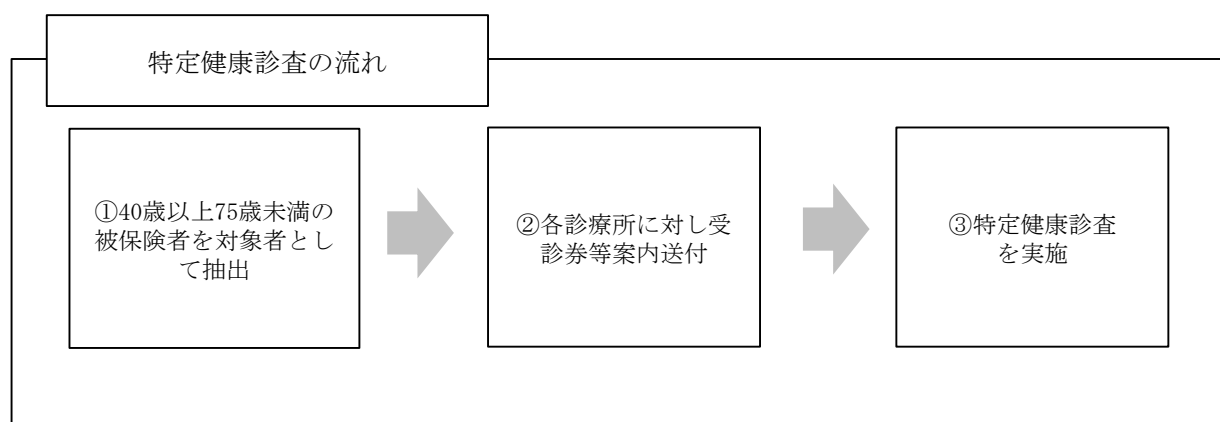 特定健康診査の流れ
①40歳以上75歳未満の
被保険者を対象者とし
て抽出
②各診療所に対し受
診券等案内送付
③特定健康診査
を実施